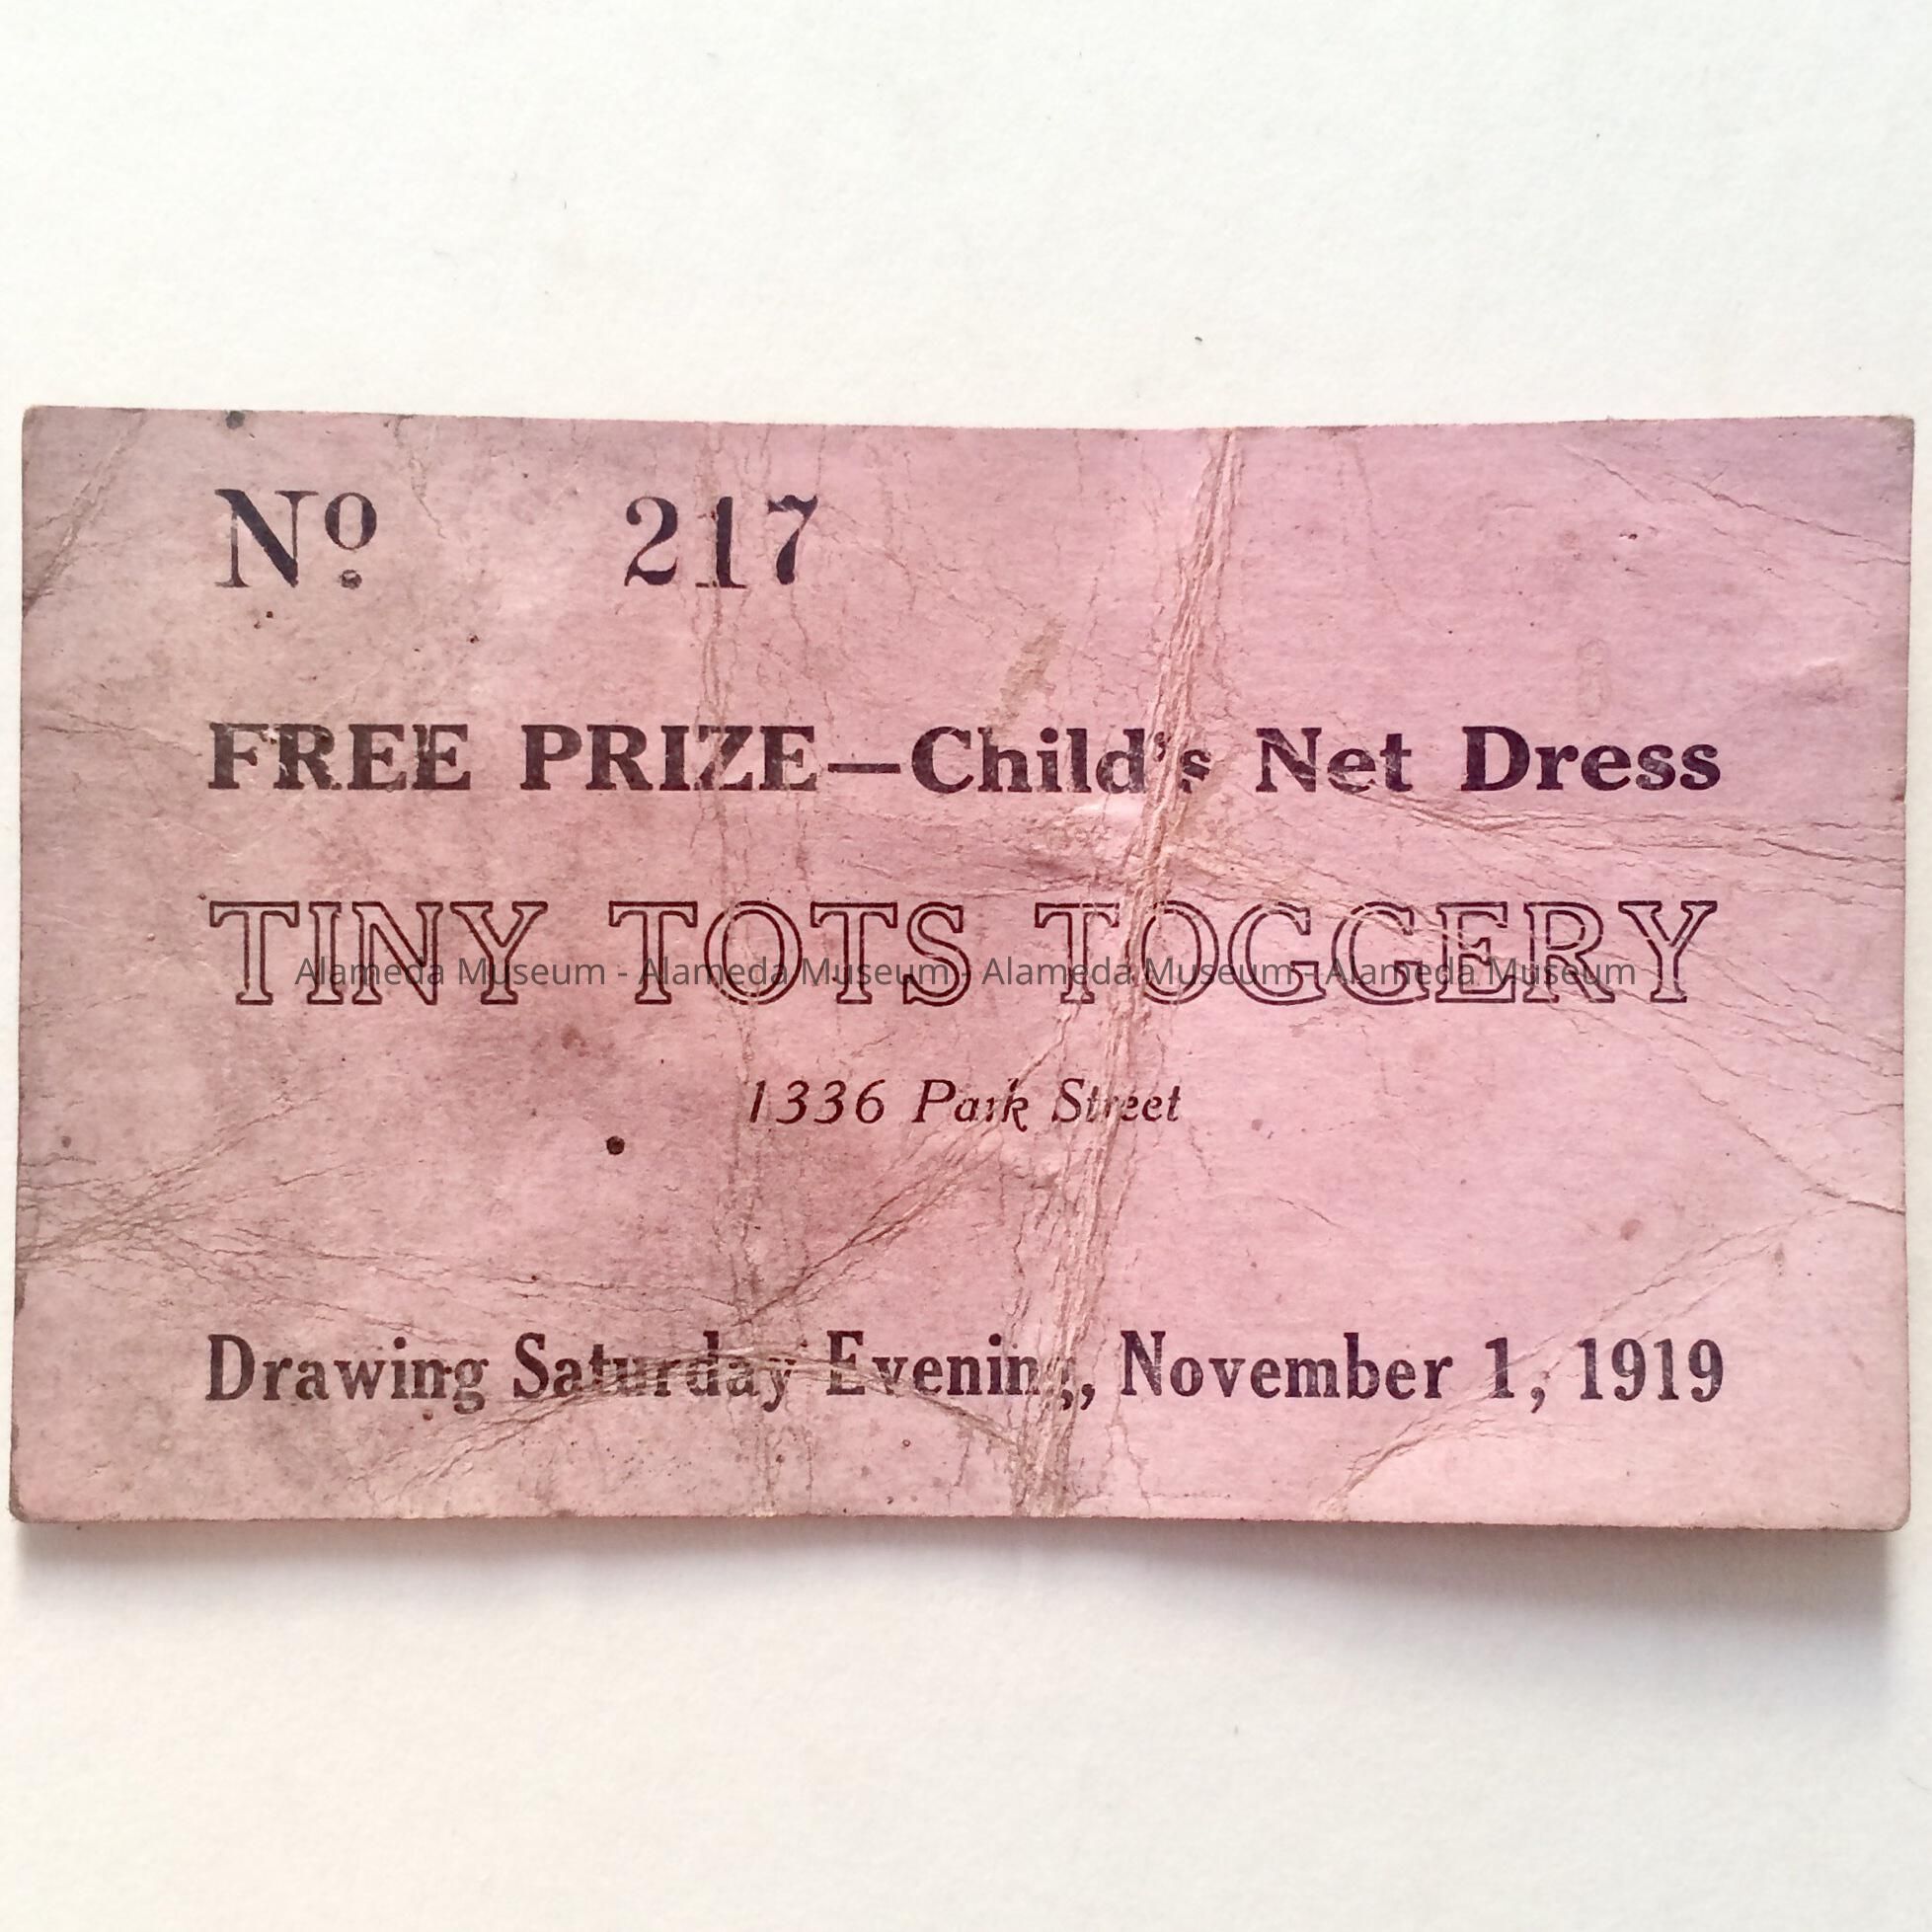 Nº 217
FREE PRIZE—Child's Net Dress
TINY TOTS TOGGERY
Alameda Museum - Alameda Museum - Alameda Museum - Alameda Museum
1336 Park Street
Drawing Saturday Evening, November 1, 1919